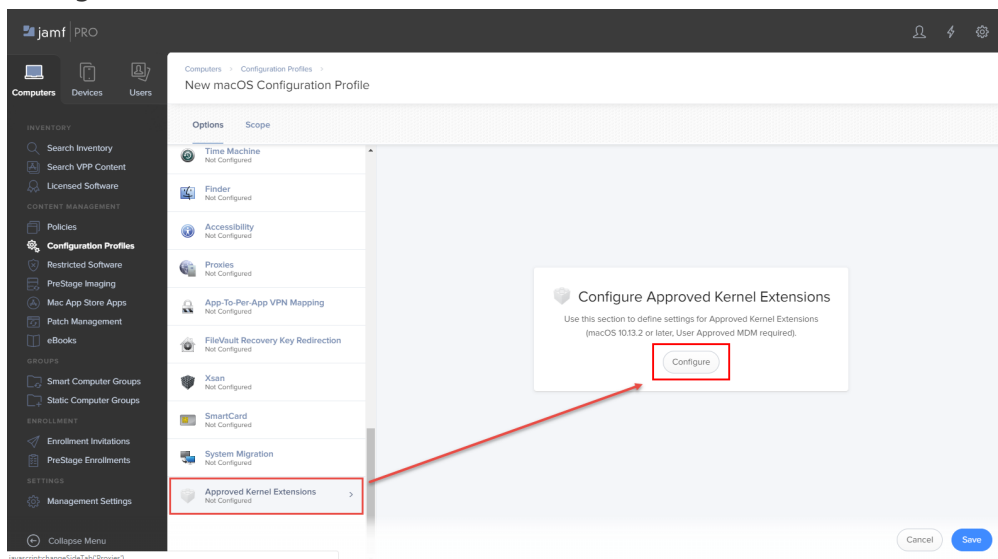 jamf PRO
Computers
Devices
Users
INVENTORY
Search Inventory
Search VPP Content
Licensed Software
CONTENT MANAGEMENT
Policies
Configuration Profiles
Restricted Software
PreStage Imaging
Mac App Store Apps
Patch Management
eBooks
GROUPS
Smart Computer Groups
Static Computer Groups
ENROLLMENT
Enrollment Invitations
PreStage Enrollments
SETTINGS
Management Settings
Collapse Menu
javascript:changeSideTab('Proxies')
Computers > Configuration Profiles >
New macOS Configuration Profile
Options Scope
Time Machine
Not Configured
Finder
Not Configured
Accessibility
Not Configured
Proxies
Not Configured
App-To-Per-App VPN Mapping
Not Configured
FileVault Recovery Key Redirection
Not Configured
Xsan
Not Configured
SmartCard
Not Configured
System Migration
Not Configured
Approved Kernel Extensions
Not Configured
Configure Approved Kernel Extensions
Use this section to define settings for Approved Kernel Extensions
(macOS 10.13.2 or later, User Approved MDM required).
Configure
Cancel
Save